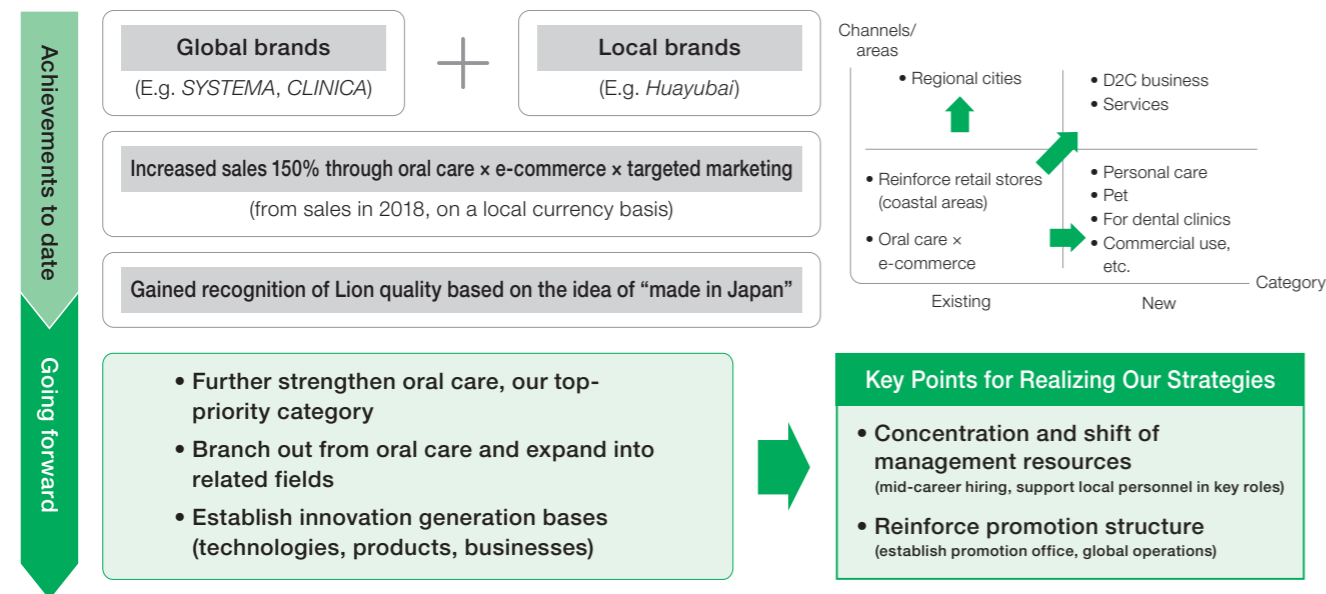 Achievements to date
Global brands
(E.g. SYSTEMA, CLINICA)
+
Local brands
(E.g. Huayubai)
Increased sales 150% through oral care × e-commerce × targeted marketing
(from sales in 2018, on a local currency basis)
Gained recognition of Lion quality based on the idea of “made in Japan”
Channels/
areas
• Regional cities
• D2C business
• Services
• Reinforce retail stores
(coastal areas)
• Oral care ×
e-commerce
• Personal care
• Pet
• For dental clinics
• Commercial use,
etc.
Category
Existing
New
Going forward
• Further strengthen oral care, our top-
priority category
• Branch out from oral care and expand into
related fields
• Establish innovation generation bases
(technologies, products, businesses)
Key Points for Realizing Our Strategies
• Concentration and shift of
management resources
(mid-career hiring, support local personnel in key roles)
• Reinforce promotion structure
(establish promotion office, global operations)